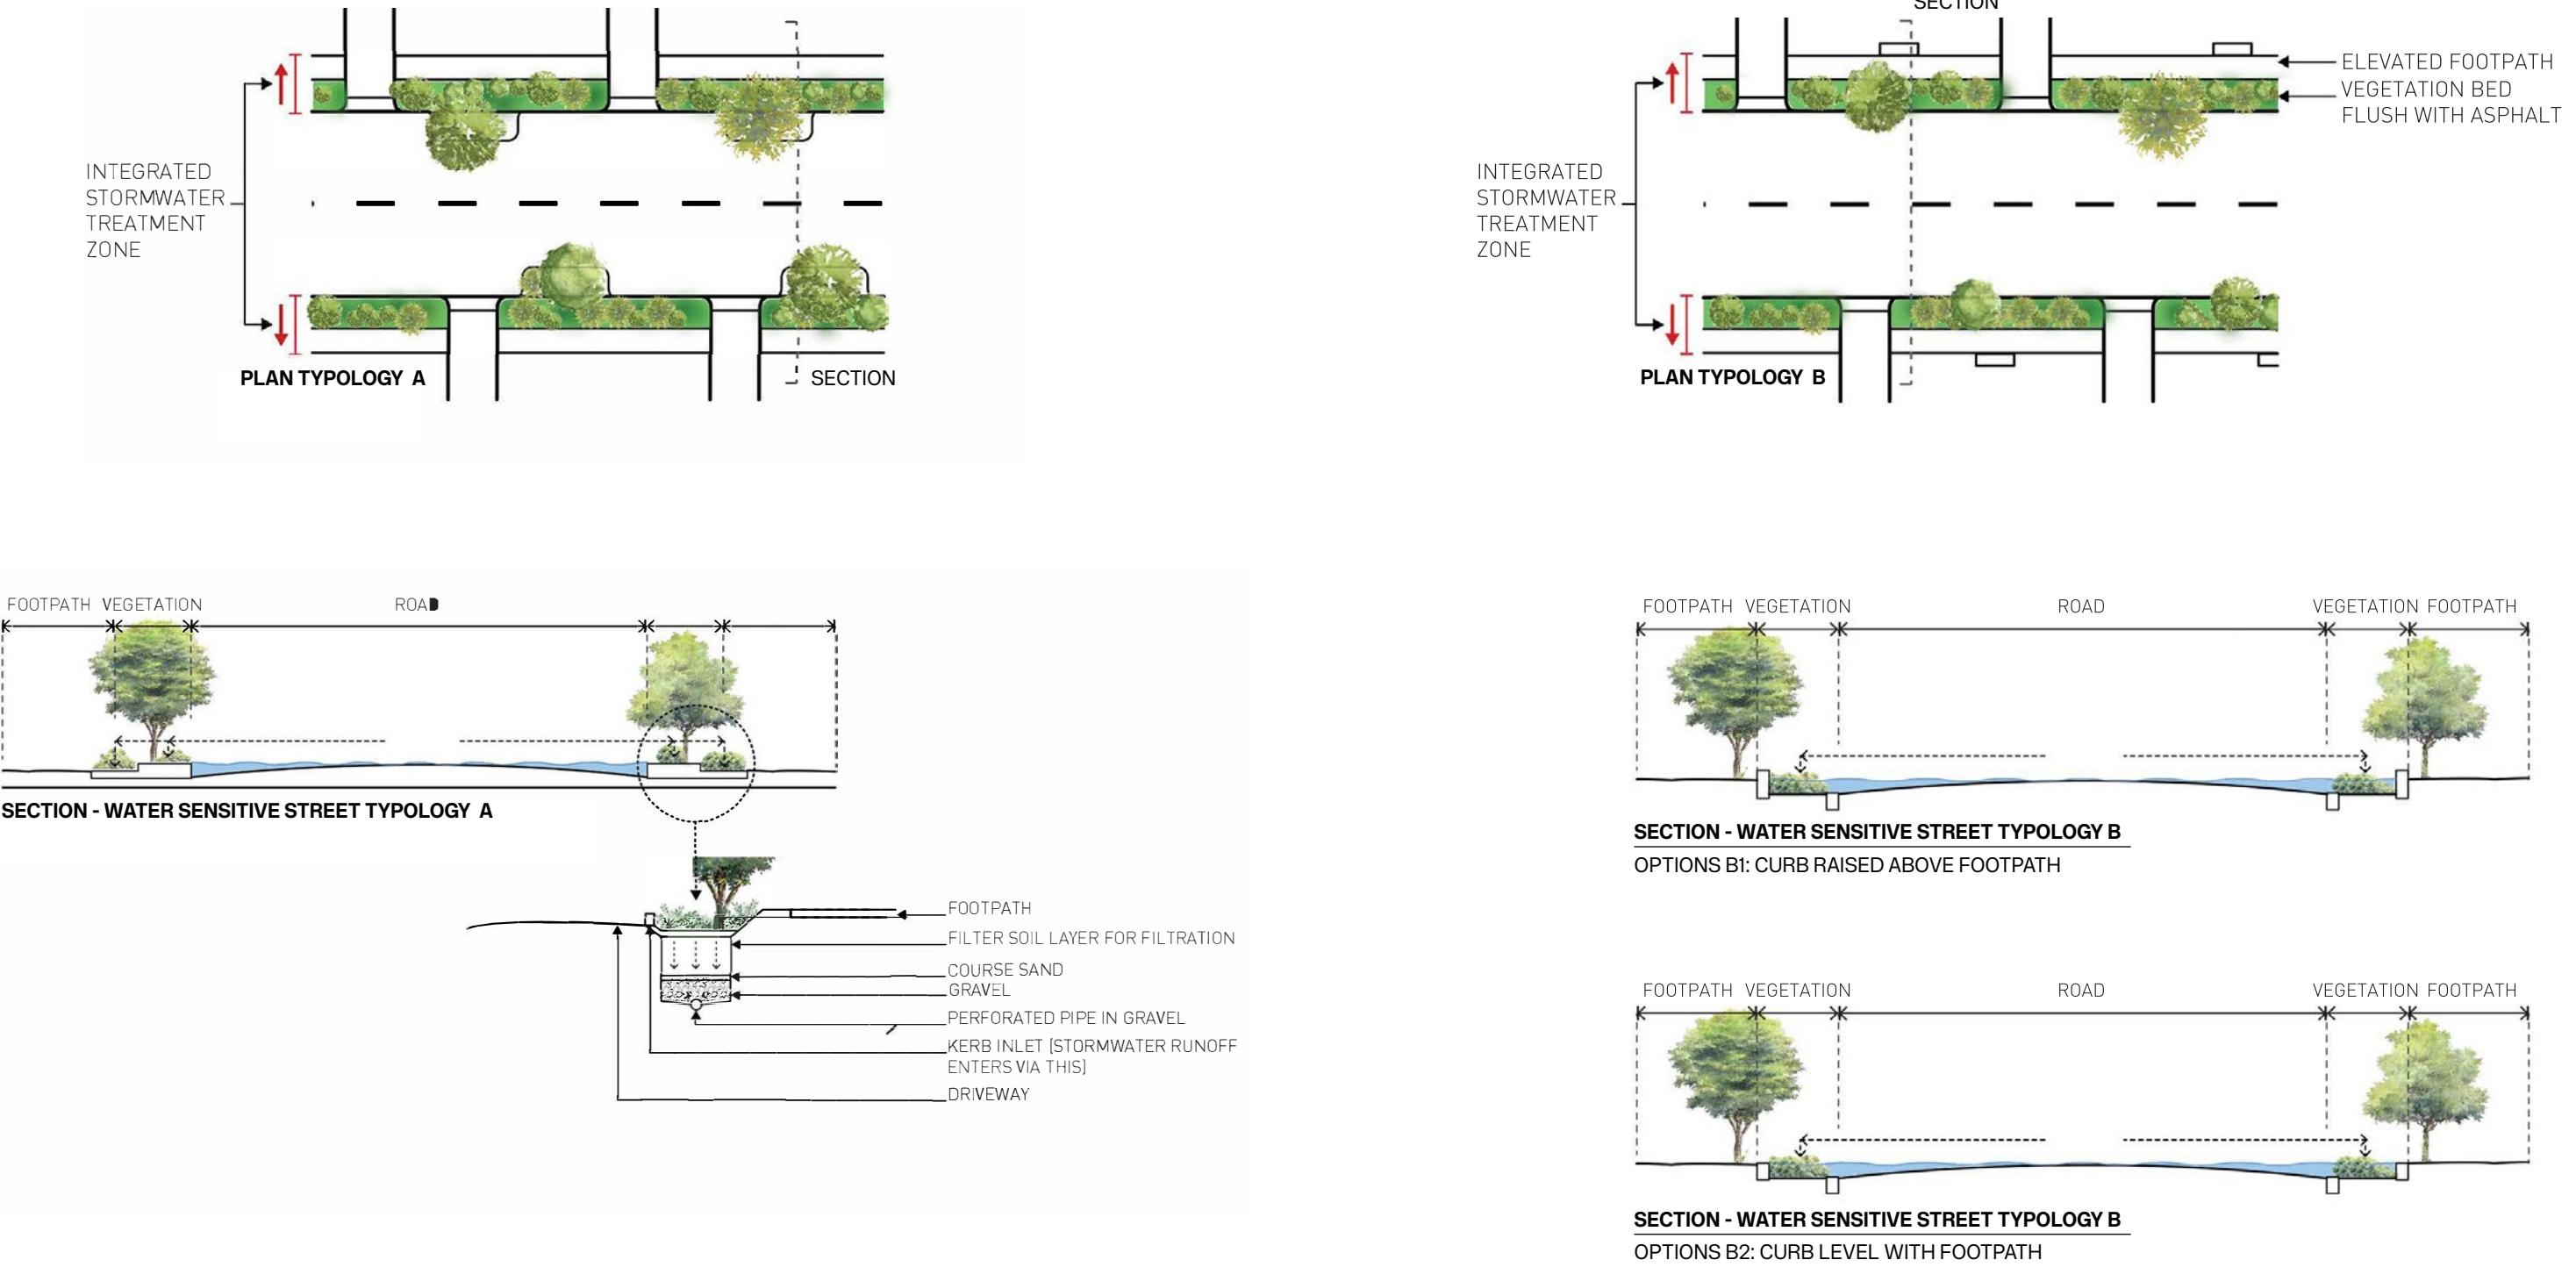 INTEGRATED
STORMWATER
TREATMENT
ZONE
PLAN TYPOLOGY A
SECTION
SECTION
ELEVATED FOOTPATH
VEGETATION BED
FLUSH WITH ASPHALT
INTEGRATED
STORMWATER
TREATMENT
ZONE
PLAN TYPOLOGY B
FOOTPATH VEGETATION ROAD
SECTION - WATER SENSITIVE STREET TYPOLOGY A
FOOTPATH
FILTER SOIL LAYER FOR FILTRATION
COURSE SAND
GRAVEL
PERFORATED PIPE IN GRAVEL
KERB INLET (STORMWATER RUNOFF
ENTERS VIA THIS)
DRIVEWAY
FOOTPATH VEGETATION ROAD VEGETATION FOOTPATH
SECTION - WATER SENSITIVE STREET TYPOLOGY B
OPTIONS B1: CURB RAISED ABOVE FOOTPATH
FOOTPATH VEGETATION ROAD VEGETATION FOOTPATH
SECTION - WATER SENSITIVE STREET TYPOLOGY B
OPTIONS B2: CURB LEVEL WITH FOOTPATH